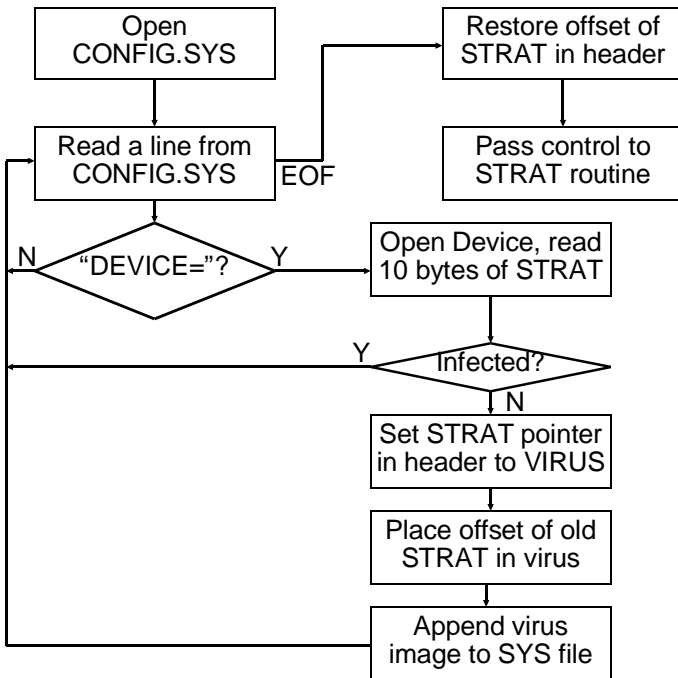 Open
CONFIG.SYS
Read a line from
CONFIG.SYS
EOF
Restore offset of
STRAT in header
Pass control to
STRAT routine
“DEVICE=”?
N
Y
Open Device, read
10 bytes of STRAT
Infected?
Y
N
Set STRAT pointer
in header to VIRUS
Place offset of old
STRAT in virus
Append virus
image to SYS file